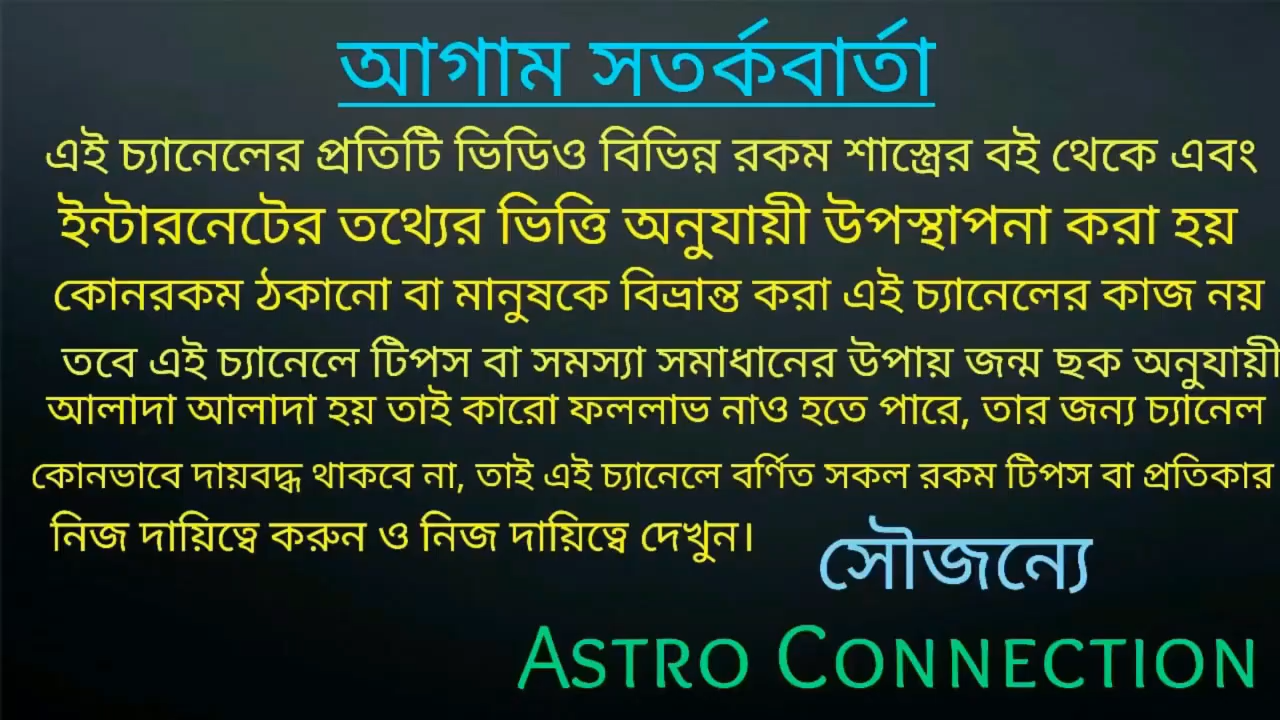 আগাম সতর্কবার্তা
এই চ্যানেলের প্রতিটি ভিডিও বিভিন্ন রকম শাস্ত্রের বই থেকে এবং
ইন্টারনেটের তথ্যের ভিত্তি অনুযায়ী উপস্থাপনা করা হয়
কোনরকম ঠকানো বা মানুষকে বিভ্রান্ত করা এই চ্যানেলের কাজ নয়
তবে এই চ্যানেলে টিপস বা সমস্যা সমাধানের উপায় জন্ম ছক অনুযায়ী
আলাদা আলাদা হয় তাই কারো ফললাভ নাও হতে পারে, তার জন্য চ্যানেল
কোনভাবে দায়বদ্ধ থাকবে না, তাই এই চ্যানেলে বর্ণিত সকল রকম টিপস বা প্রতিকার
নিজ দায়িত্বে করুন ও নিজ দায়িত্বে দেখুন।
সৌজন্যে
ASTRO CONNECTION